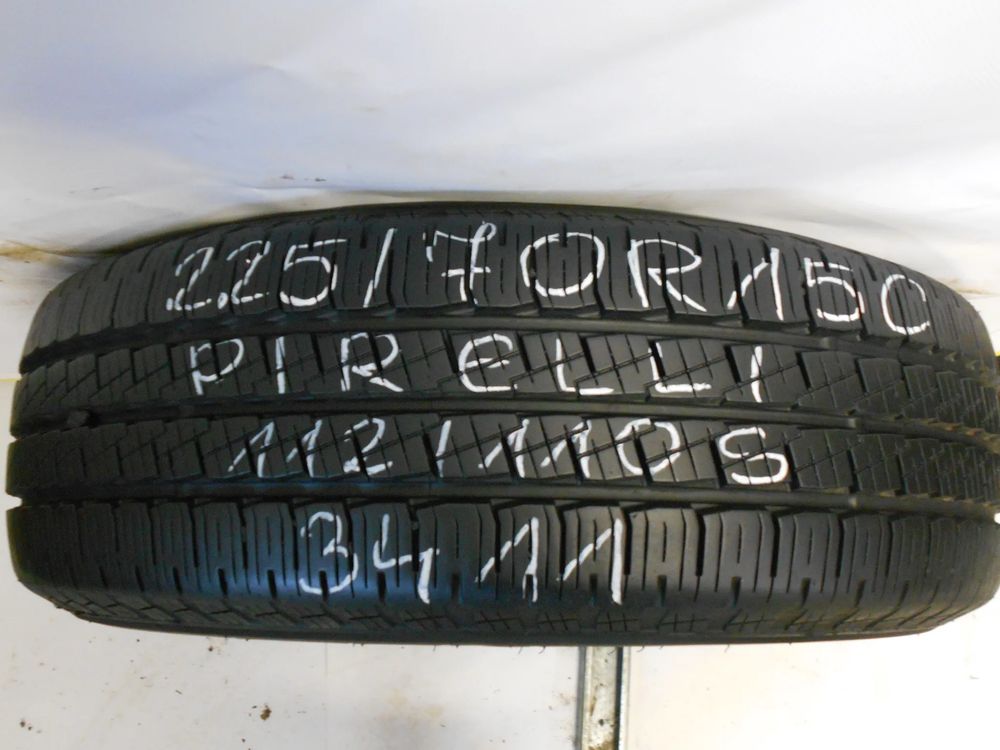 225/70R15C
PIRELLI
112/110S
3411